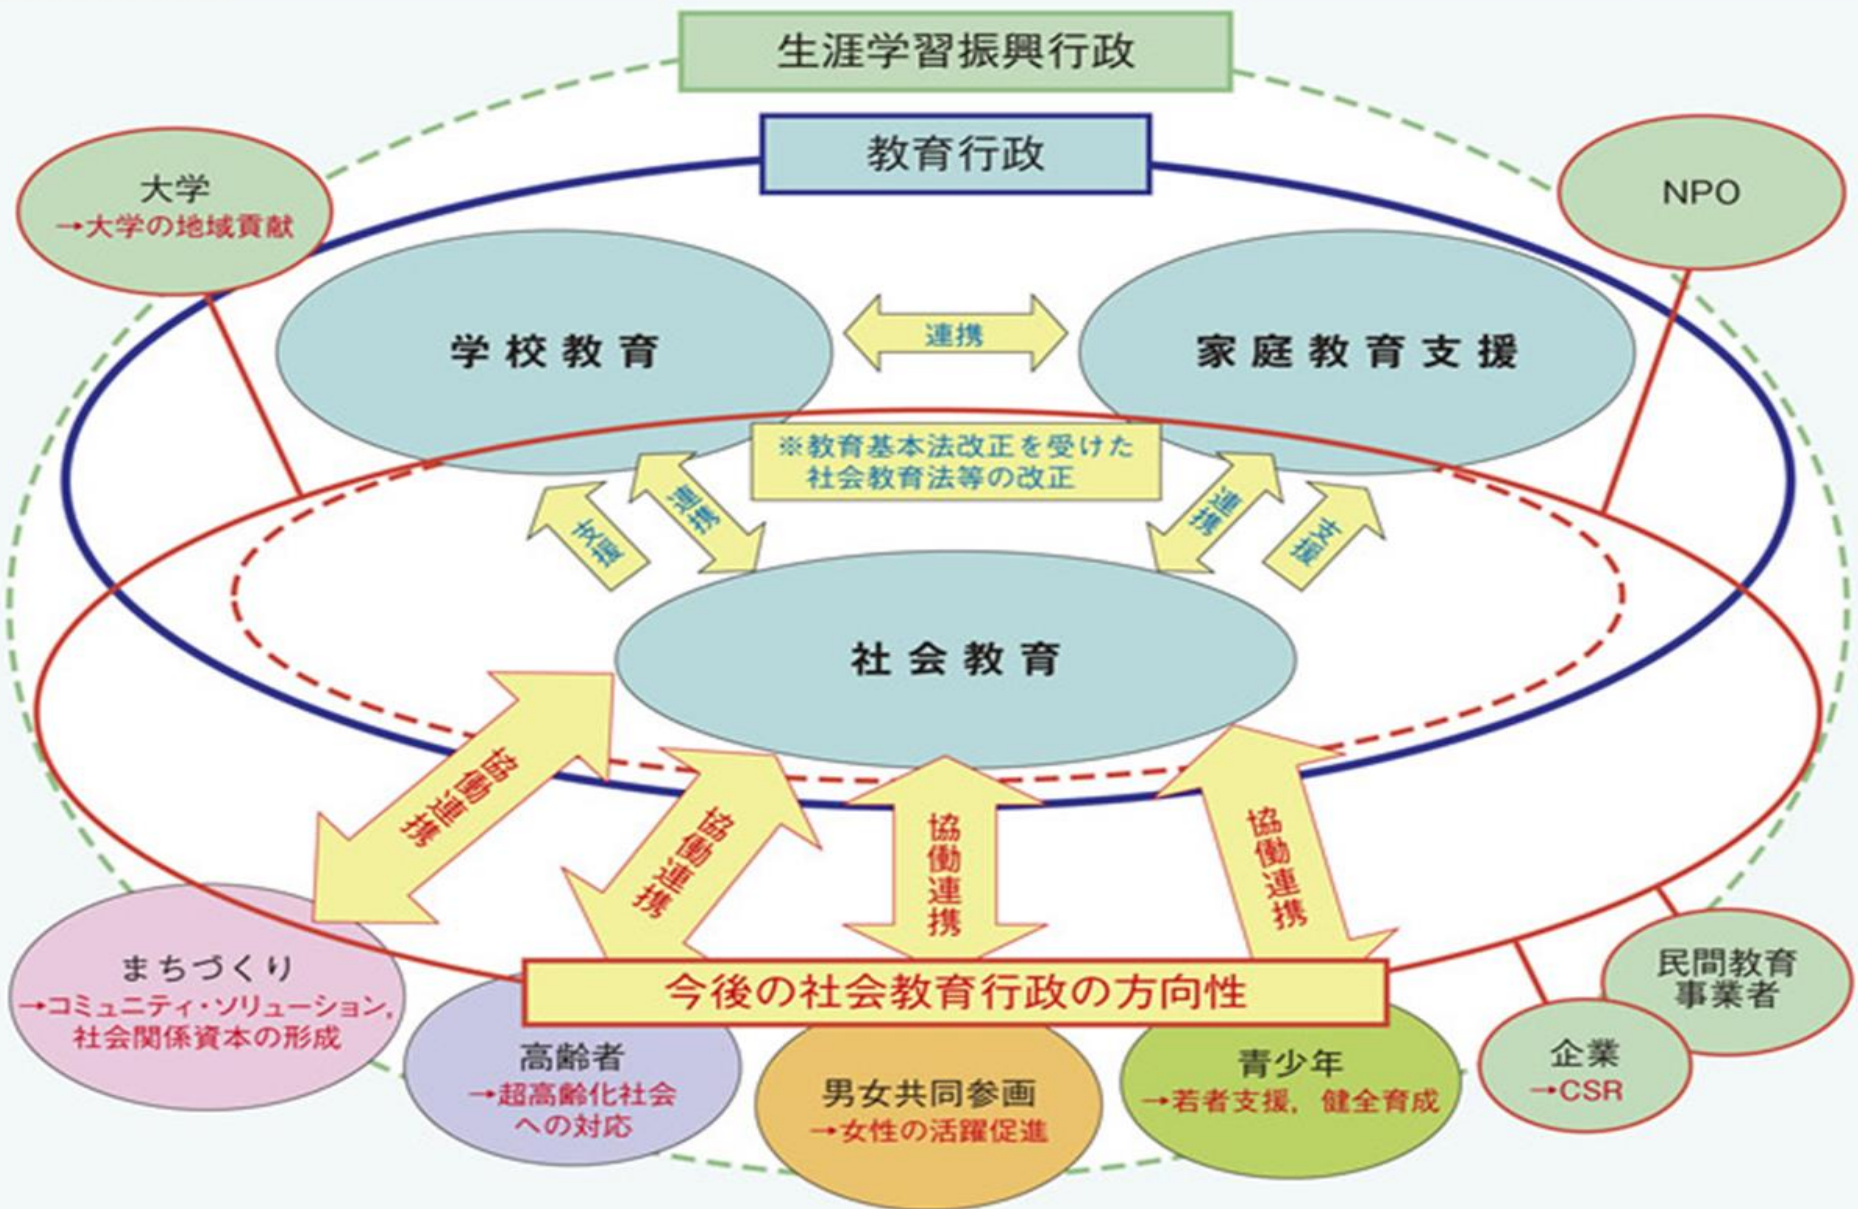 生涯学習振興行政
教育行政
大学
→大学の地域貢献
NPO
学校教育
連携
家庭教育支援
※教育基本法改正を受けた
社会教育法等の改正
支援
連携
連携
支援
社会教育
協働連携
協働連携
協働連携
協働連携
まちづくり
→コミュニティ・ソリューション,
社会関係資本の形成
今後の社会教育行政の方向性
高齢者
→超高齢化社会
への対応
男女共同参画
→女性の活躍促進
青少年
→若者支援，健全育成
企業
→CSR
民間教育
事業者